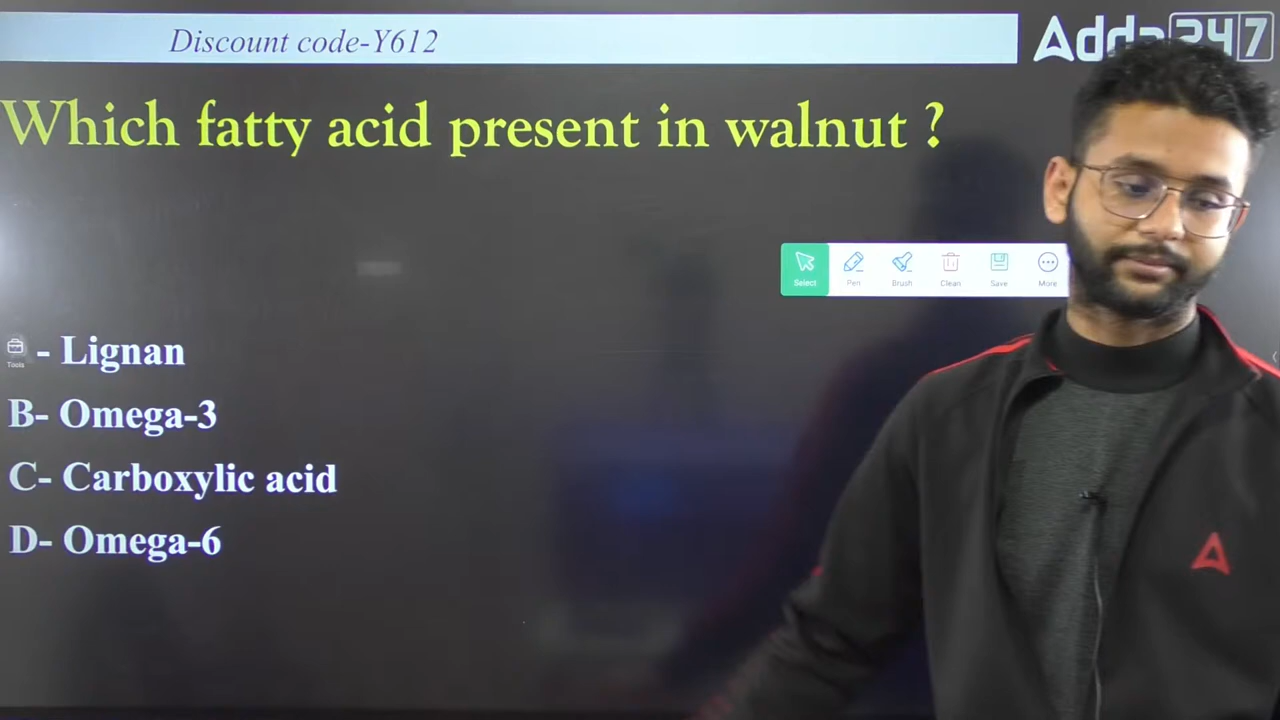 Discount code-Y612
Adda247
Which fatty acid present in walnut ?
Select
Pen
Brush
Clean
Save
More
Tools
- Lignan
B- Omega-3
C- Carboxylic acid
D- Omega-6